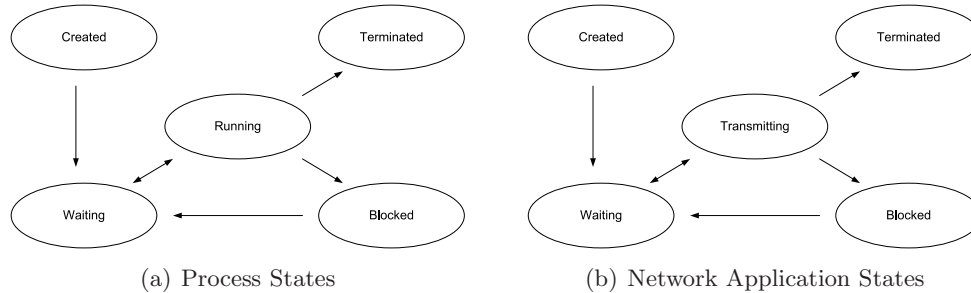 Created
Terminated
Running
Waiting
Blocked
(a) Process States
Created
Terminated
Transmitting
Waiting
Blocked
(b) Network Application States